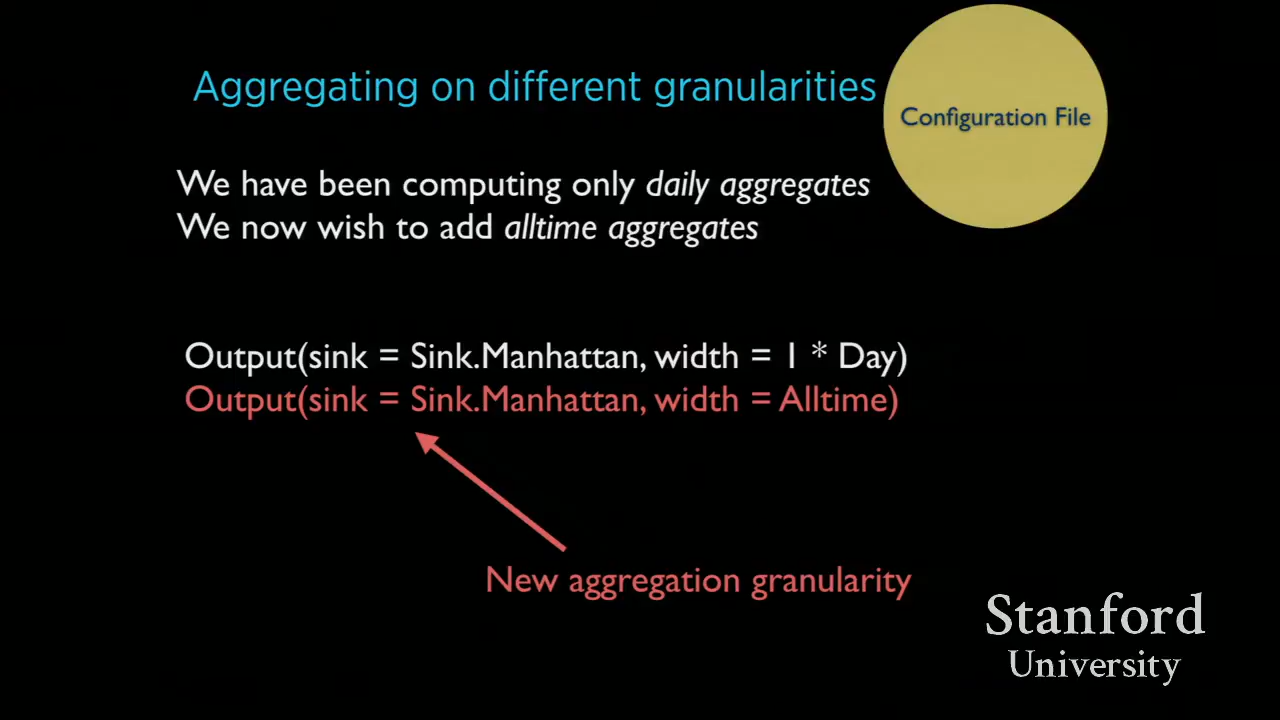 Aggregating on different granularities
Configuration File
We have been computing only daily aggregates
We now wish to add alltime aggregates
Output(sink = Sink.Manhattan, width = 1 * Day)
Output(sink = Sink.Manhattan, width = Alltime)
New aggregation granularity
Stanford
University